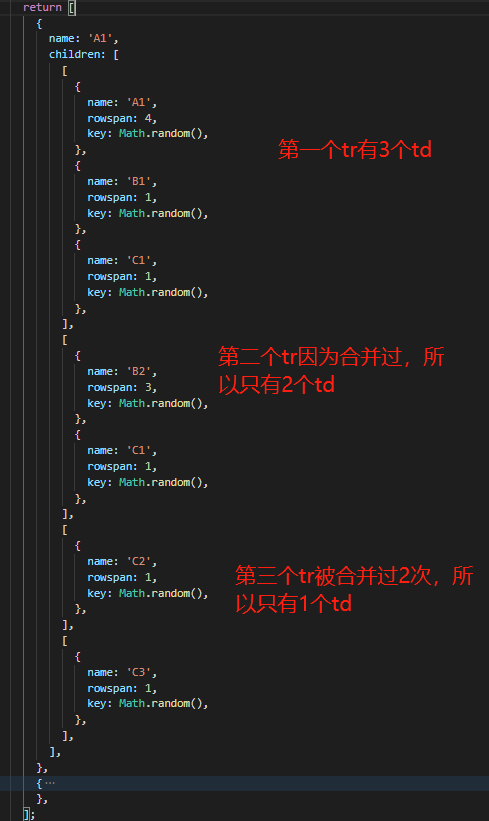 return [
{
name: 'A1',
children: [
[
{
name: 'A1',
rowspan: 4,
key: Math.random(),
},
第一个tr有3个td
{
name: 'B1',
rowspan: 1,
key: Math.random(),
},
{
name: 'C1',
rowspan: 1,
key: Math.random(),
},
],
[
{
name: 'B2',
rowspan: 3,
key: Math.random(),
},
第二个tr因为合并过，所
以只有2个td
{
name: 'C1',
rowspan: 1,
key: Math.random(),
},
],
[
{
name: 'C2',
rowspan: 1,
key: Math.random(),
},
第三个tr被合并过2次，所
以只有1个td
],
[
{
name: 'C3',
rowspan: 1,
key: Math.random(),
},
],
],
},
{…
},
];